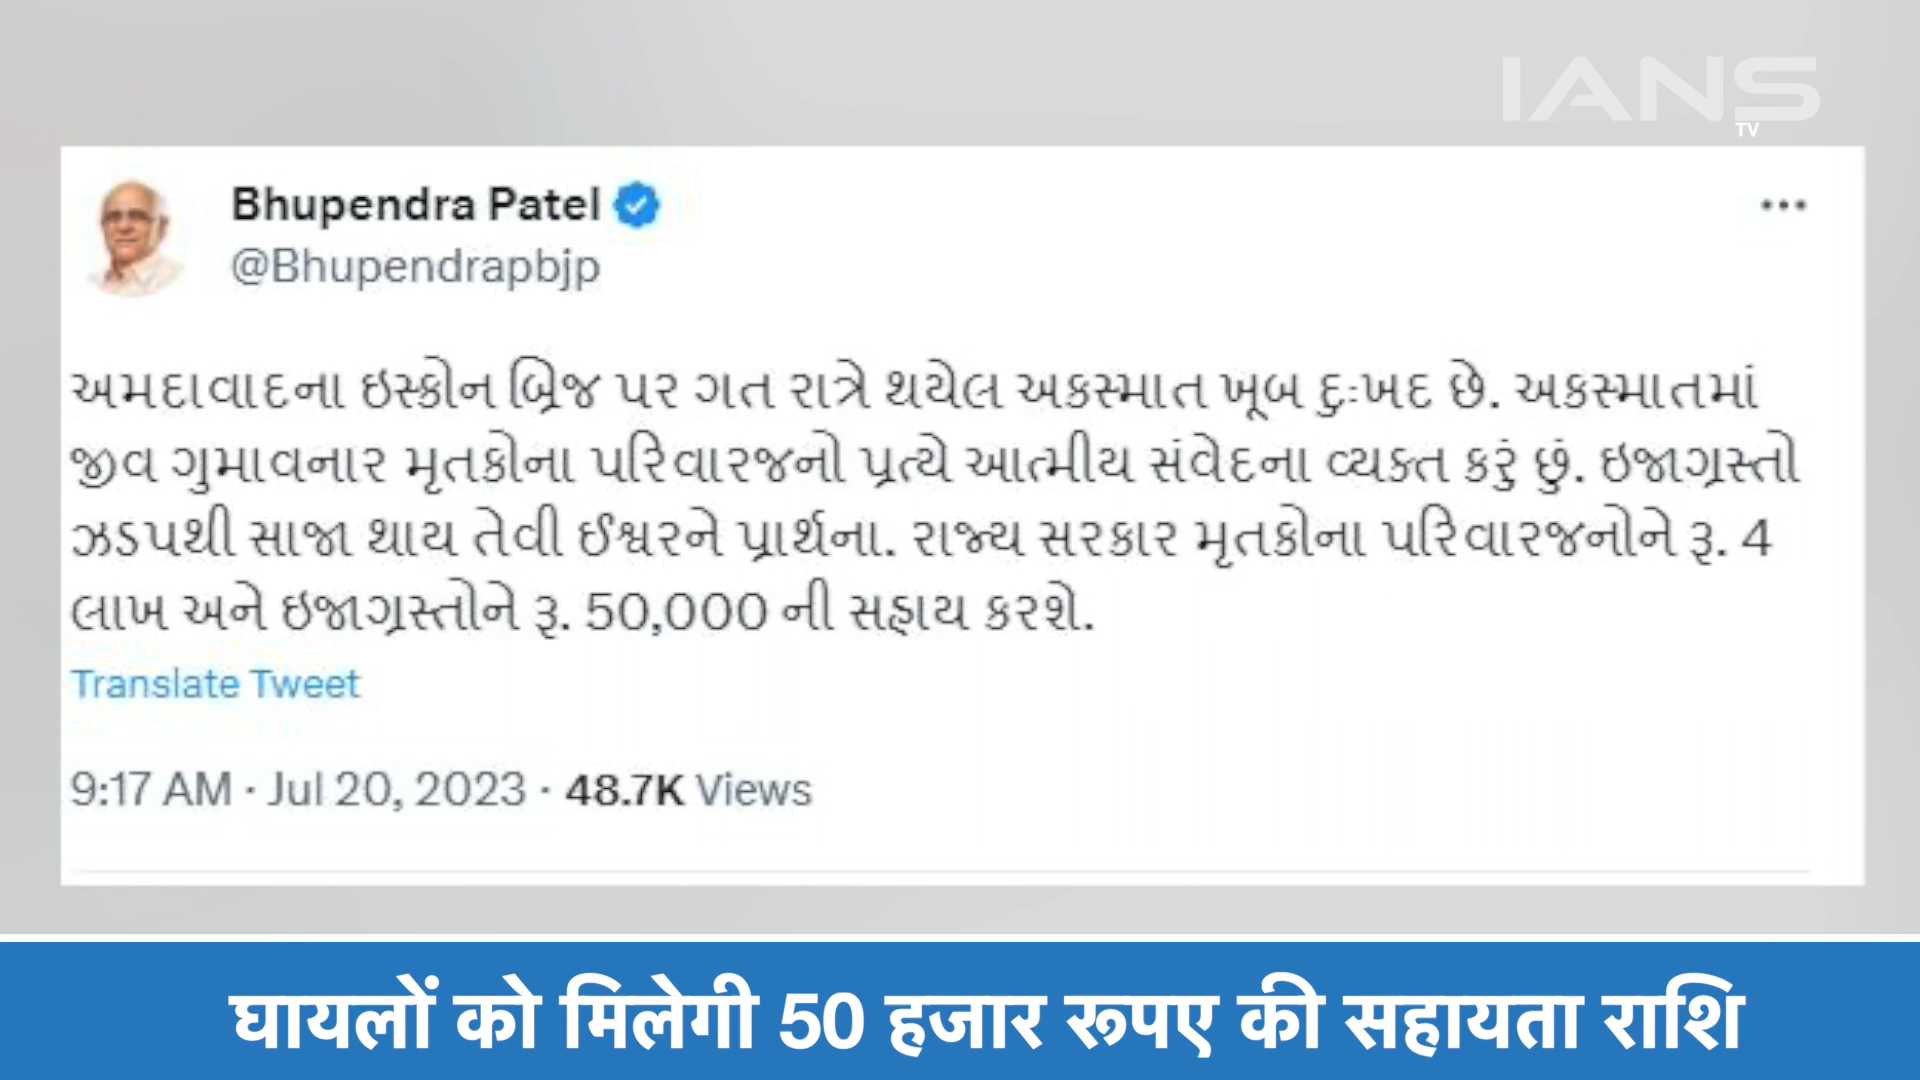 IANS
TV
Bhupendra Patel
@Bhupendrapbjp
અમદાવાદના ઇસ્કોન બ્રિજ પર ગત રાત્રે થયેલ અકસ્માત ખૂબ દુઃખદ છે. અકસ્માતમાં
જીવ ગુમાવનાર મૃતકોના પરિવારજનો પ્રત્યે આત્મીય સંવેદના વ્યક્ત કરું છું. ઇજાગ્રસ્તો
ઝડપથી સાજા થાય તેવી ઈશ્વરને પ્રાર્થના. રાજ્ય સરકાર મૃતકોના પરિવારજનોને રૂ. 4
લાખ અને ઇજાગ્રસ્તોને રૂ. 50,000 ની સહાય કરશે.
Translate Tweet
9:17 AM · Jul 20, 2023 · 48.7K Views
घायलों को मिलेगी 50 हजार रूपए की सहायता राशि